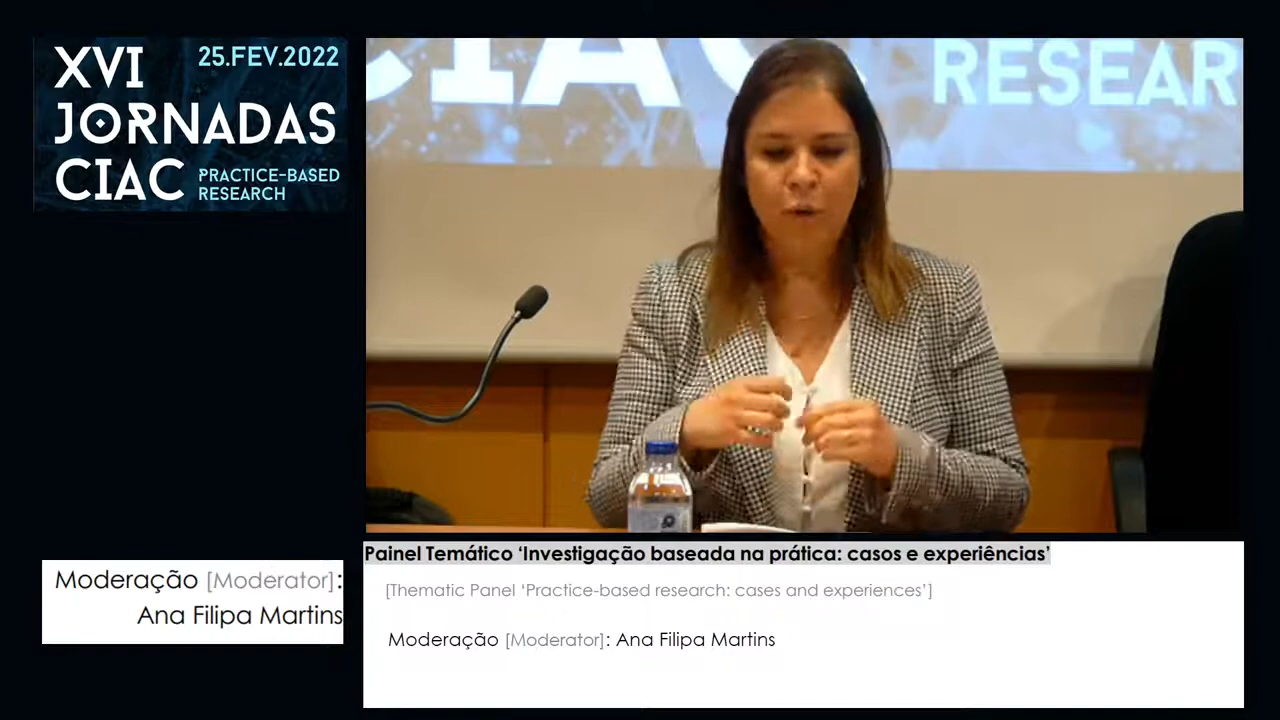 XVI
25.FEV.2022
JORNADAS
CIAC
PRACTICE-BASED
RESEARCH
CIAC
RESEAR
Painel Temático ‘Investigação baseada na prática: casos e experiências’
[Thematic Panel ‘Practice-based research: cases and experiences’]
Moderação [Moderator]:
Ana Filipa Martins
Moderação [Moderator]: Ana Filipa Martins